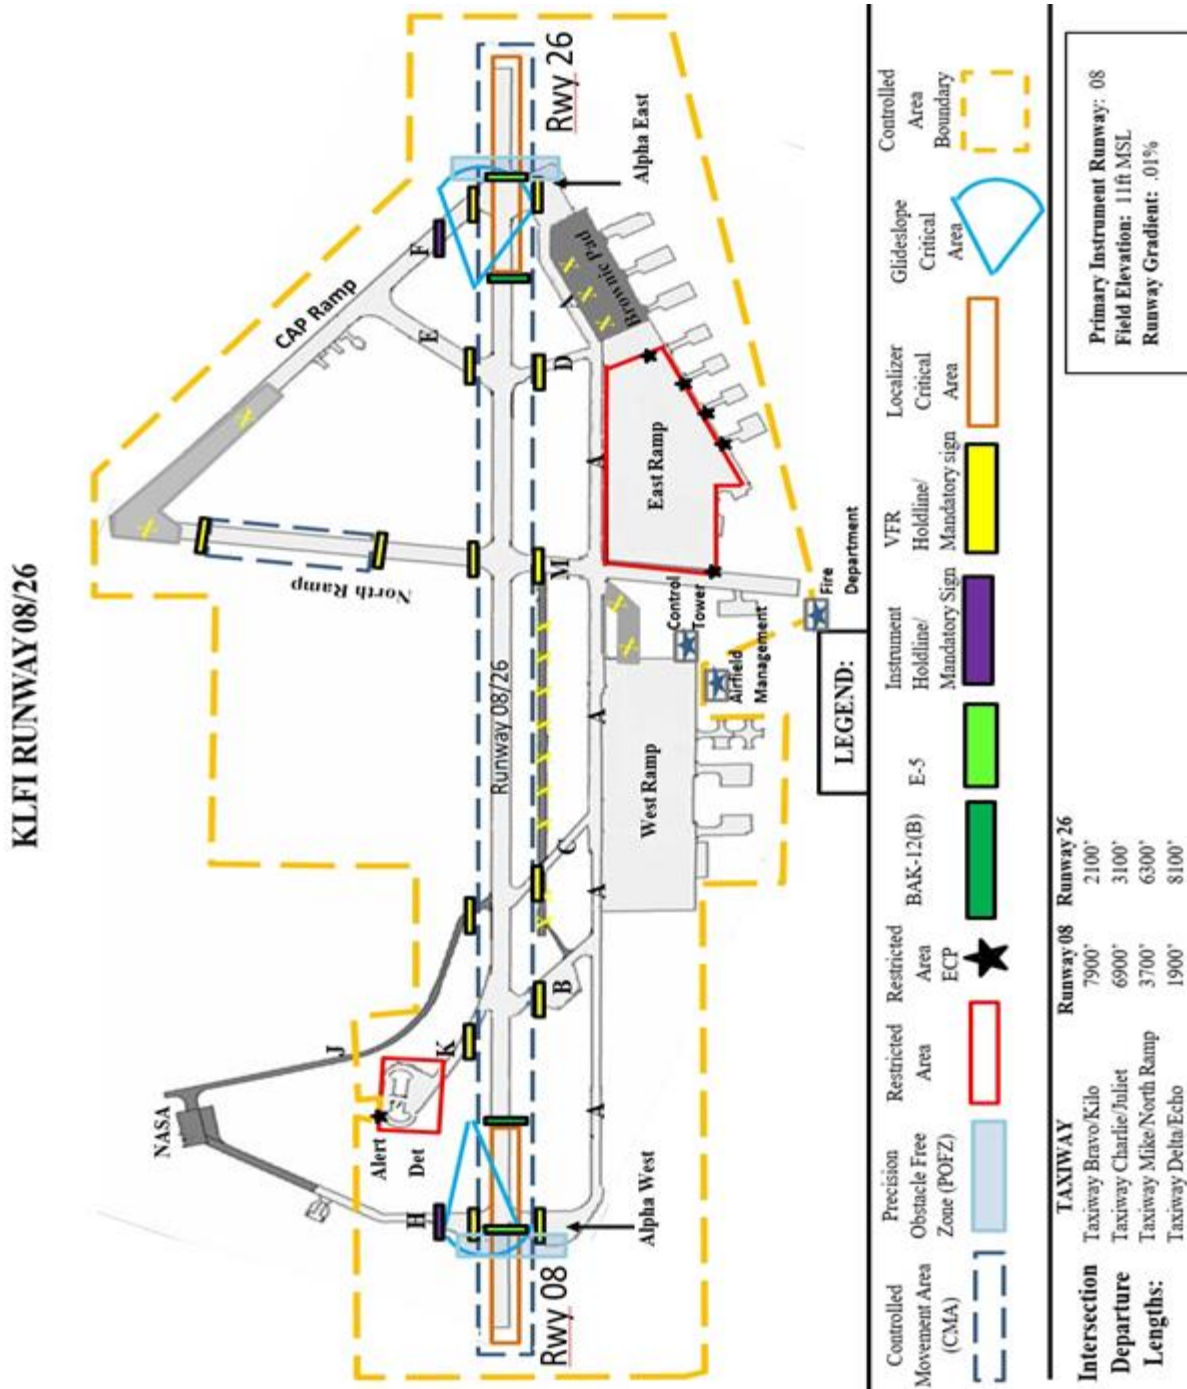 KLFI RUNWAY 08/26
Rwy 26
Alpha East
CAP Ramp
F
E
D
Brownie Pad
A
East Ramp
North Ramp
M
Control
Tower
Fire
Department
Airfield
Management
Runway 08/26
A
West Ramp
C
A
B
J
K
NASA
Alert
Det
H
A
Alpha West
Rwy 08
LEGEND:
Controlled
Movement Area
(CMA)
Precision
Obstacle Free
Zone (POFZ)
Restricted
Area
Restricted
Area
ECP
BAK-12(B)
E-5
Instrument
Holdline/
Mandatory Sign
VFR
Holdline/
Mandatory sign
Localizer
Critical
Area
Glideslope
Critical
Area
Controlled
Area
Boundary
Intersection
Departure
Lengths:
TAXIWAY Runway 08 Runway 26
Taxiway Bravo/Kilo 7900' 2100'
Taxiway Charlie/Juliet 6900' 3100'
Taxiway Mike/North Ramp 3700' 6300'
Taxiway Delta/Echo 1900' 8100'
Primary Instrument Runway: 08
Field Elevation: 11ft MSL
Runway Gradient: .01%